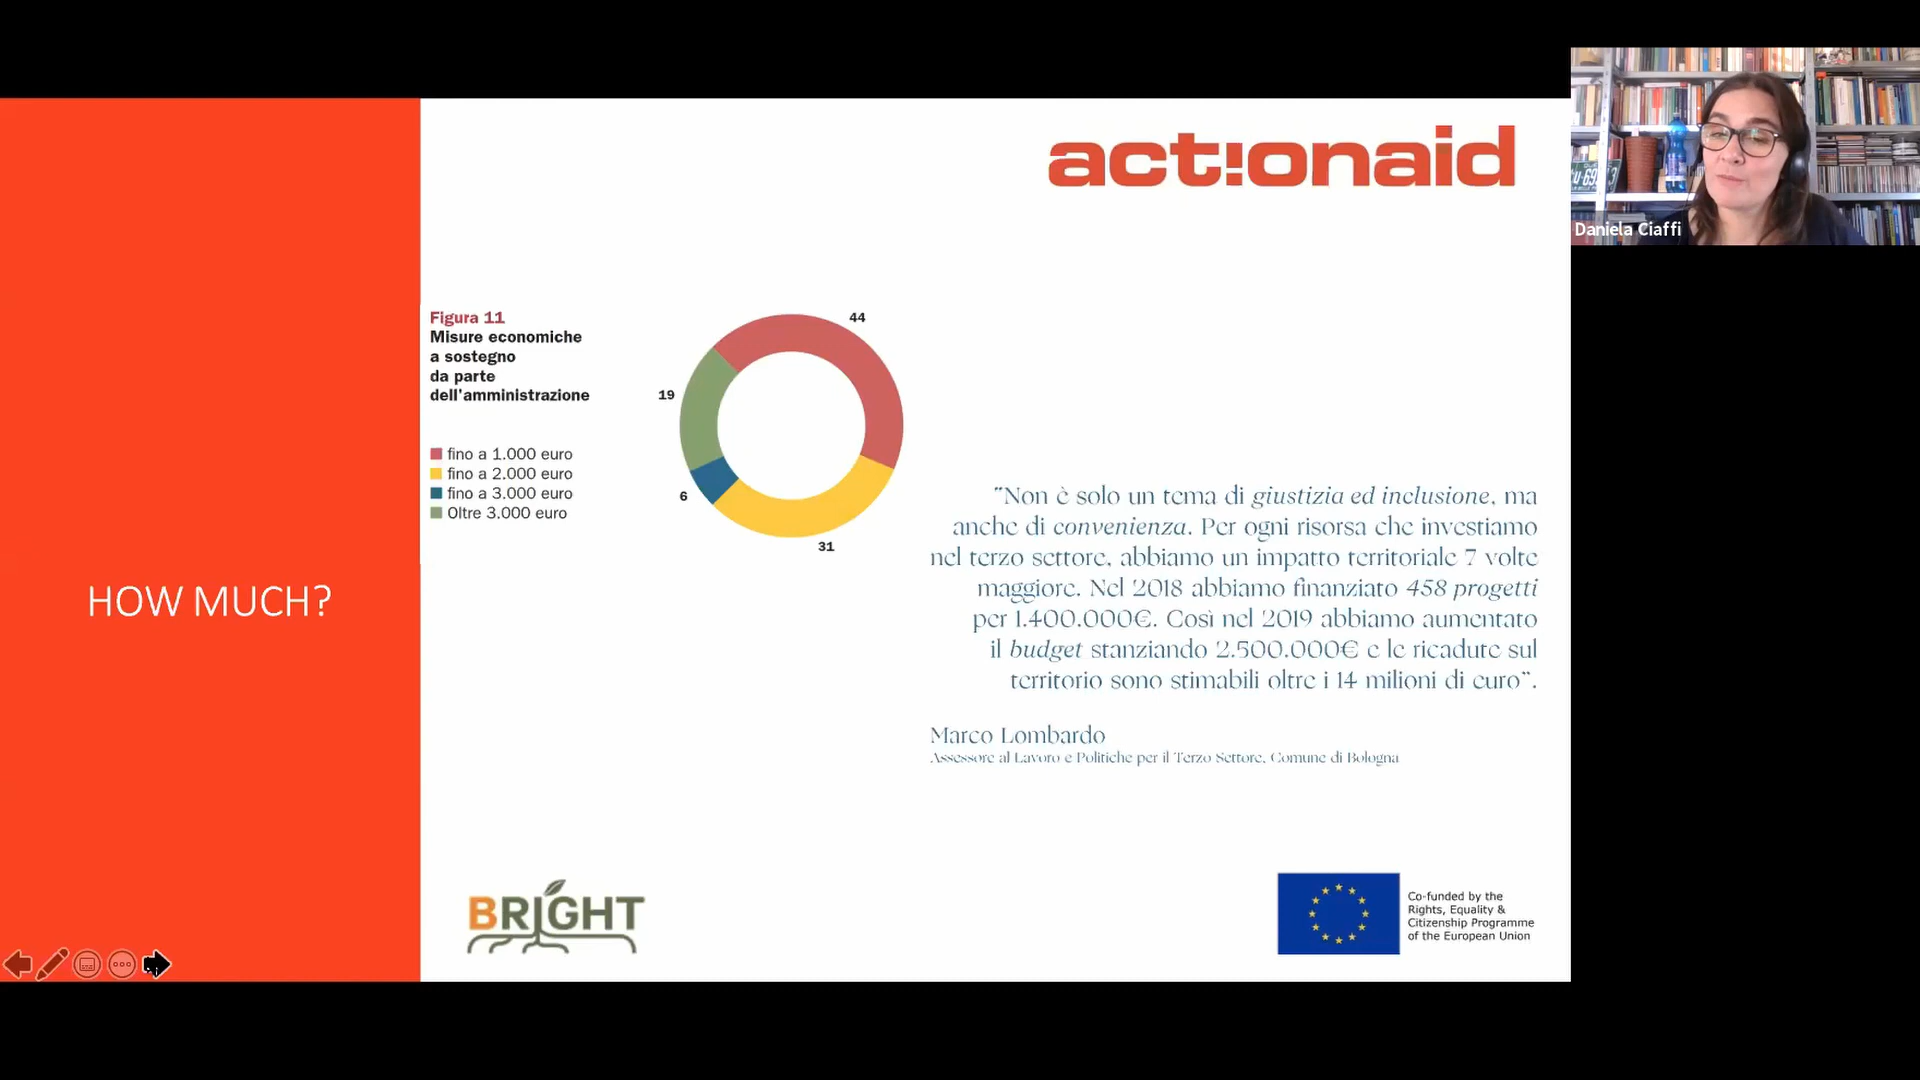 act!onaid
Daniela Ciaffi
Figura 11
Misure economiche
a sostegno
da parte
dell'amministrazione
fino a 1.000 euro
fino a 2.000 euro
fino a 3.000 euro
Oltre 3.000 euro
44
19
6
31
HOW MUCH?
"Non è solo un tema di giustizia ed inclusione, ma
anche di convenienza. Per ogni risorsa che investiamo
nel terzo settore, abbiamo un impatto territoriale 7 volte
maggiore. Nel 2018 abbiamo finanziato 458 progetti
per 1.400.000€. Così nel 2019 abbiamo aumentato
il budget stanziando 2.500.000€ e le ricadute sul
territorio sono stimabili oltre i 14 milioni di euro".
Marco Lombardo
Assessore al Lavoro e Politiche per il Terzo Settore, Comune di Bologna
BRIGHT
Co-funded by the
Rights, Equality &
Citizenship Programme
of the European Union